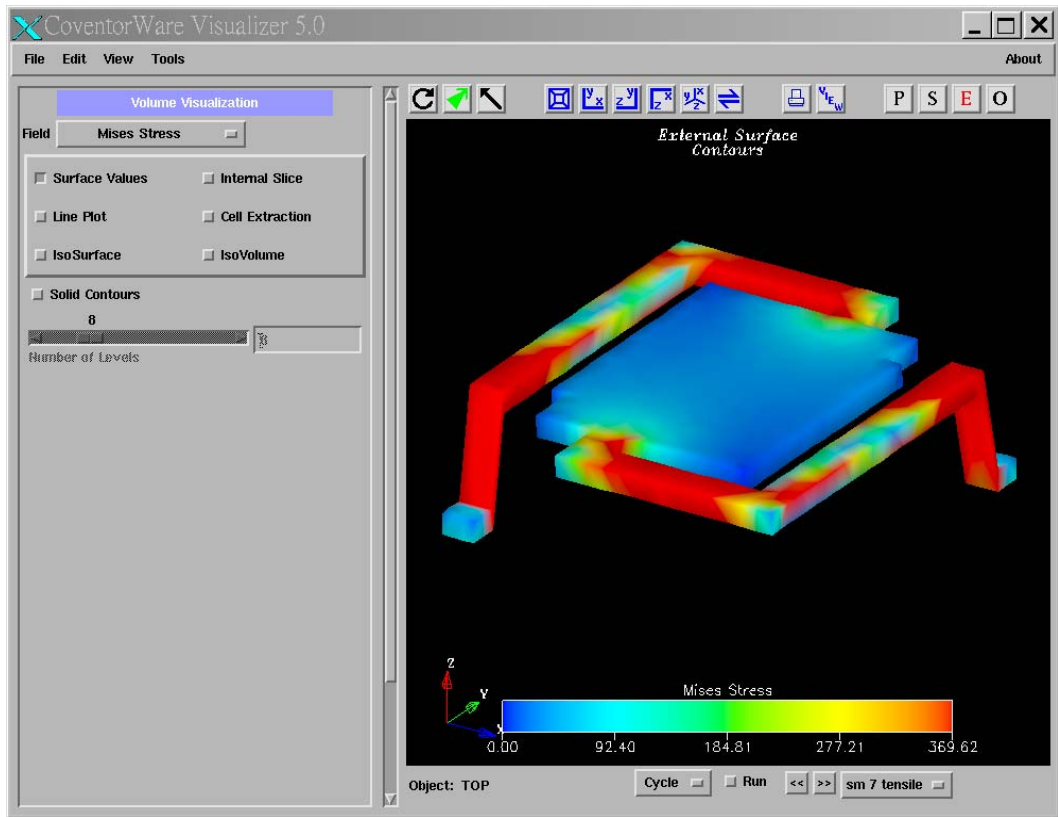 CoventorWare Visualizer 5.0
File Edit View Tools About
Volume Visualization
Field Mises Stress
Surface Values Internal Slice
Line Plot Cell Extraction
IsoSurface IsoVolume
Solid Contours
8
8
Number of Levels
y x
z y
z x
y x z
VIEW
P S E O
External Surface
Contours
Z
Y
X
Mises Stress
0.00 92.40 184.81 277.21 369.62
Object: TOP Cycle Run << >> sm 7 tensile